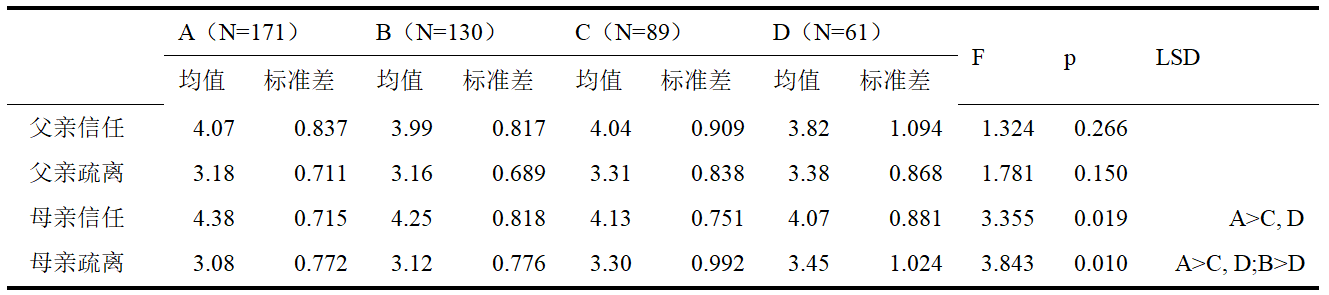 A（N=171） B（N=130） C（N=89） D（N=61） F p LSD
均值 标准差 均值 标准差 均值 标准差 均值 标准差
父亲信任 4.07 0.837 3.99 0.817 4.04 0.909 3.82 1.094 1.324 0.266
父亲疏离 3.18 0.711 3.16 0.689 3.31 0.838 3.38 0.868 1.781 0.150
母亲信任 4.38 0.715 4.25 0.818 4.13 0.751 4.07 0.881 3.355 0.019 A>C, D
母亲疏离 3.08 0.772 3.12 0.776 3.30 0.992 3.45 1.024 3.843 0.010 A>C, D;B>D